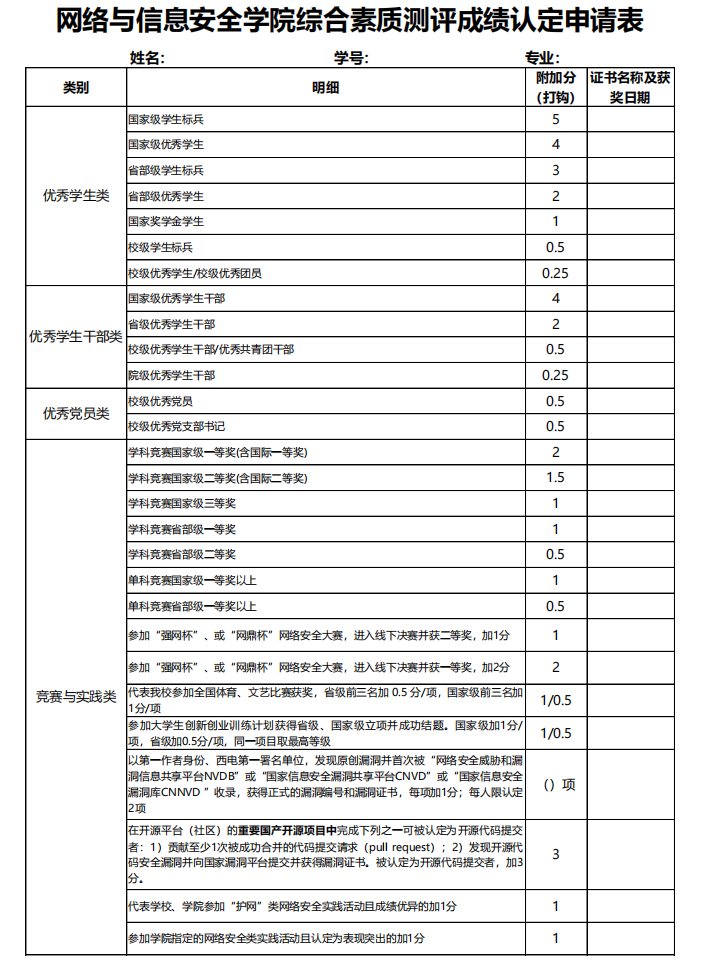 网络与信息安全学院综合素质测评成绩认定申请表
姓名： 学号： 专业：
类别 明细 附加分 证书名称及获
（打钩） 奖日期
优秀学生类
国家级学生标兵 5
国家级优秀学生 4
省部级学生标兵 3
省部级优秀学生 2
国家奖学金学生 1
校级学生标兵 0.5
校级优秀学生/校级优秀团员 0.25
优秀学生干部类
国家级优秀学生干部 4
省级优秀学生干部 2
校级优秀学生干部/优秀共青团干部 0.5
院级优秀学生干部 0.25
优秀党员类
校级优秀党员 0.5
校级优秀党支部书记 0.5
竞赛与实践类
学科竞赛国家级一等奖(含国际一等奖) 2
学科竞赛国家级二等奖(含国际二等奖) 1.5
学科竞赛国家级三等奖 1
学科竞赛省部级一等奖 1
学科竞赛省部级二等奖 0.5
单科竞赛国家级一等奖以上 1
单科竞赛省部级一等奖以上 0.5
参加“强网杯”、或“网鼎杯”网络安全大赛，进入线下决赛并获二等奖，加1分 1
参加“强网杯”、或“网鼎杯”网络安全大赛，进入线下决赛并获一等奖，加2分 2
代表我校参加全国体育、文艺比赛获奖，省级前三名加 0.5 分/项，国家级前三名加
1分/项 1/0.5
参加大学生创新创业训练计划获得省级、国家级立项并成功结题。国家级加1分/
项，省级加0.5分/项，同一项目取最高等级 1/0.5
以第一作者身份、西电第一署名单位，发现原创漏洞并首次被“网络安全威胁和漏
洞信息共享平台NVDB”或“国家信息安全漏洞共享平台CNVD”或“国家信息安全
漏洞库CNNVD ”收录，获得正式的漏洞编号和漏洞证书，每项加1分；每人限认定
2项 （）项
在开源平台（社区）的重要国产开源项目中完成下列之一可被认定为开源代码提交
者：1）贡献至少1次被成功合并的代码提交请求（pull request）；2）发现开源代
码安全漏洞并向国家漏洞平台提交并获得漏洞证书。被认定为开源代码提交者，加3
分。 3
代表学校、学院参加“护网”类网络安全实践活动且成绩优异的加1分 1
参加学院指定的网络安全类实践活动且认定为表现突出的加1分 1